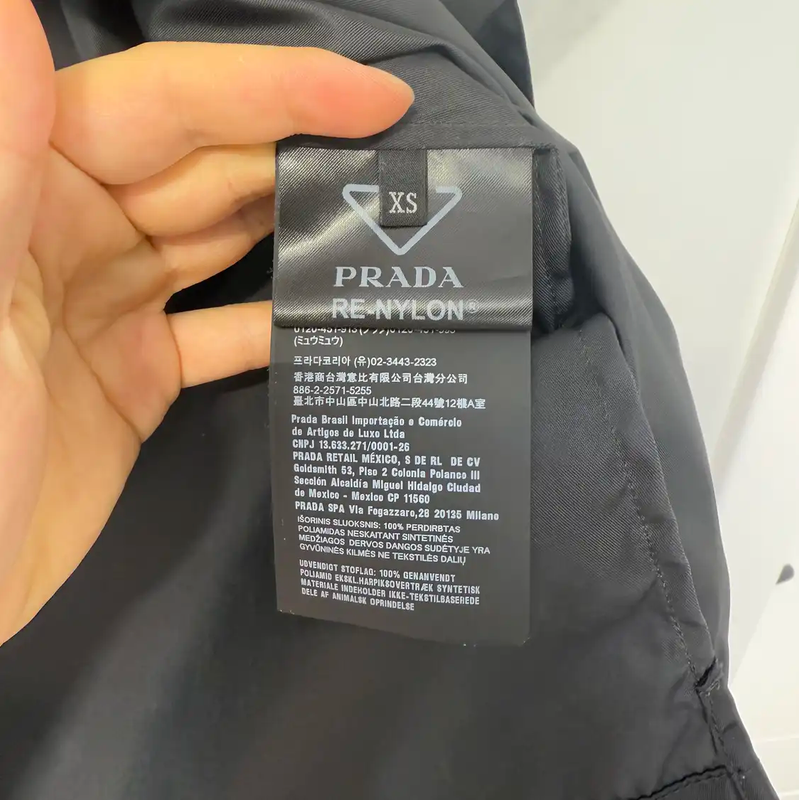 XS
PRADA
RE-NYLON®
(ミュウミュウ)
프라다코리아 (유)02-3443-2323
香港商台灣意比有限公司台灣分公司
886-2-2571-5255
臺北市中山區中山北路二段44號12樓A室
Prada Brasil Importação e Comércio
de Artigos de Luxo Ltda
CNPJ 13.633.271/0001-26
PRADA RETAIL MÉXICO, S DE RL DE CV
Goldsmith 53, Piso 2 Colonia Polanco III
Sección Alcaldía Miguel Hidalgo Ciudad
de Mexico - Mexico CP 11560
PRADA SPA Via Fogazzaro,28 20135 Milano
IŠORINIS SLUOKSNIS: 100% PERDIRBTAS
POLIAMIDAS NESKAITANT SINTETINĖS
MEDŽIAGOS DERVOS DANGOS SUDĖTYJE YRA
GYVŪNINĖS KILMĖS NE TEKSTILĖS DALIŲ
UDVENDIGT STOFLAG: 100% GENANVENDT
POLIAMID EKSKL.HARPIKSOVERTRÆK SYNTETISK
MATERIALE INDEHOLDER IKKE-TEKSTILBASEREDE
DELE AF ANIMALSK OPRINDELSE